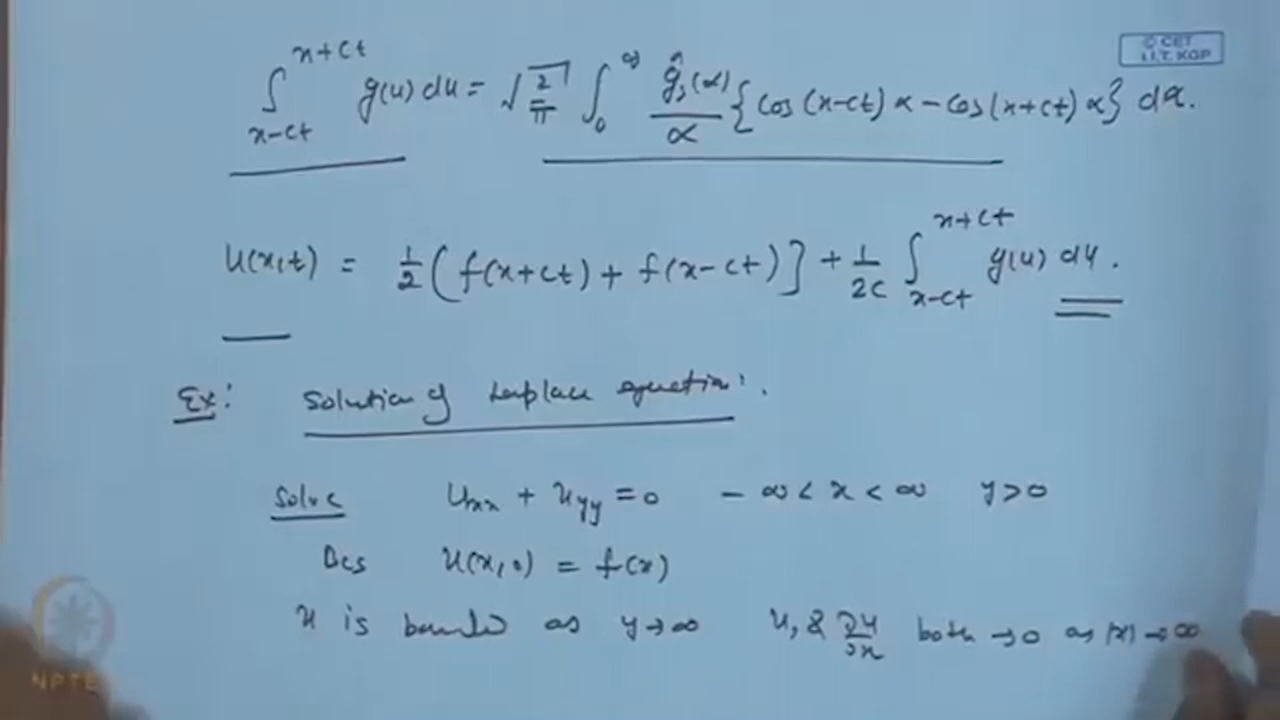 © CET
I.I.T. KGP
∫_{x-ct}^{x+ct} g(u) du = √(2/π) ∫_0^∞ ĝ_s(α)/α {cos (x-ct) α - cos (x+ct) α} dα.
u(x,t) = 1/2 ( f(x+ct) + f(x-ct) ] + 1/2c ∫_{x-ct}^{x+ct} g(u) du.
Ex: Solution of Laplace equation:.
Solve u_xx + u_yy = 0 - ∞ < x < ∞ y > 0
Bcs u(x,0) = f(x)
u is bounded as y → ∞ u, & ∂u/∂x both → 0 as |x| → ∞
NPTEL